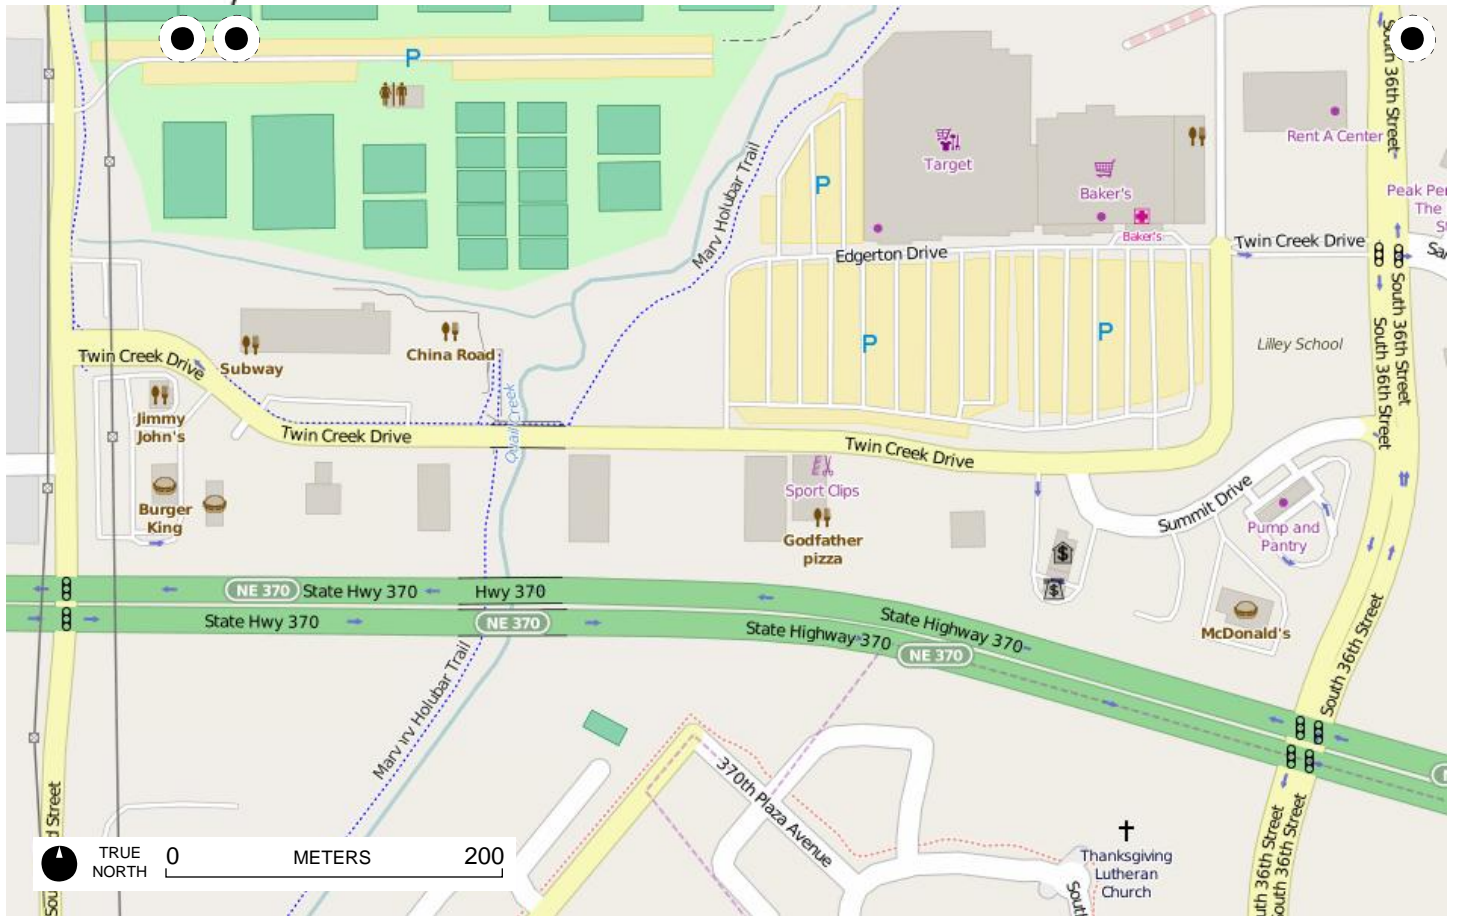 P
South 36th Street
Rent A Center
Target
Baker's
Peak Per
The
S
P
Marv Holubar Trail
Baker's
Edgerton Drive
Twin Creek Drive
Sa
South 36th Street
South 36th Street
P
P
Lilley School
Twin Creek Drive
Subway
China Road
Jimmy
John's
Quail Creek
Twin Creek Drive
Twin Creek Drive
Sport Clips
Burger
King
Godfather
pizza
Summit Drive
Pump and
Pantry
$
$
NE 370
State Hwy 370
Hwy 370
State Hwy 370
NE 370
State Highway 370
State Highway 370
NE 370
McDonald's
South 36th Street
Marv Holubar Trail
370th Plaza Avenue
d Street
Sou
TRUE
NORTH
0
METERS
200
Thanksgiving
Lutheran
Church
South
uth 36th Street
outh 36th Street